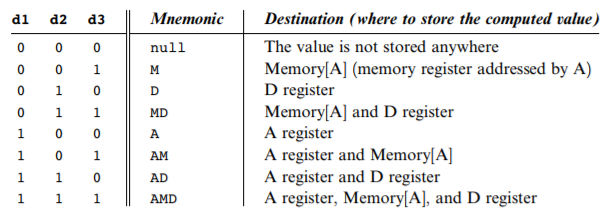 d1 d2 d3 Mnemonic Destination (where to store the computed value)
0 0 0 null The value is not stored anywhere
0 0 1 M Memory[A] (memory register addressed by A)
0 1 0 D D register
0 1 1 MD Memory[A] and D register
1 0 0 A A register
1 0 1 AM A register and Memory[A]
1 1 0 AD A register and D register
1 1 1 AMD A register, Memory[A], and D register